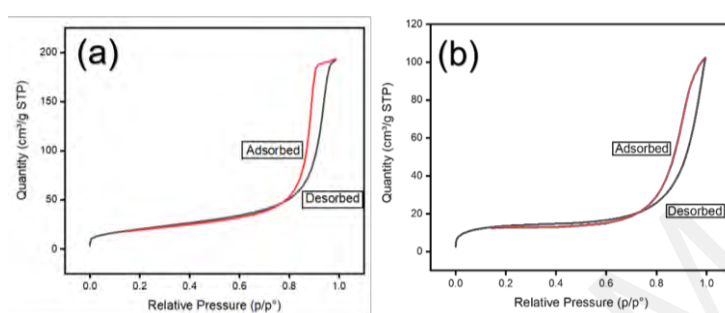 (a)
Quantity (cm³/g STP)
200
150
100
50
0
Adsorbed
Desorbed
0.0 0.2 0.4 0.6 0.8 1.0
Relative Pressure (p/p°)
(b)
Quantity (cm³/g STP)
120
100
80
60
40
20
0
Adsorbed
Desorbed
0.0 0.2 0.4 0.6 0.8 1.0
Relative Pressure (p/p°)